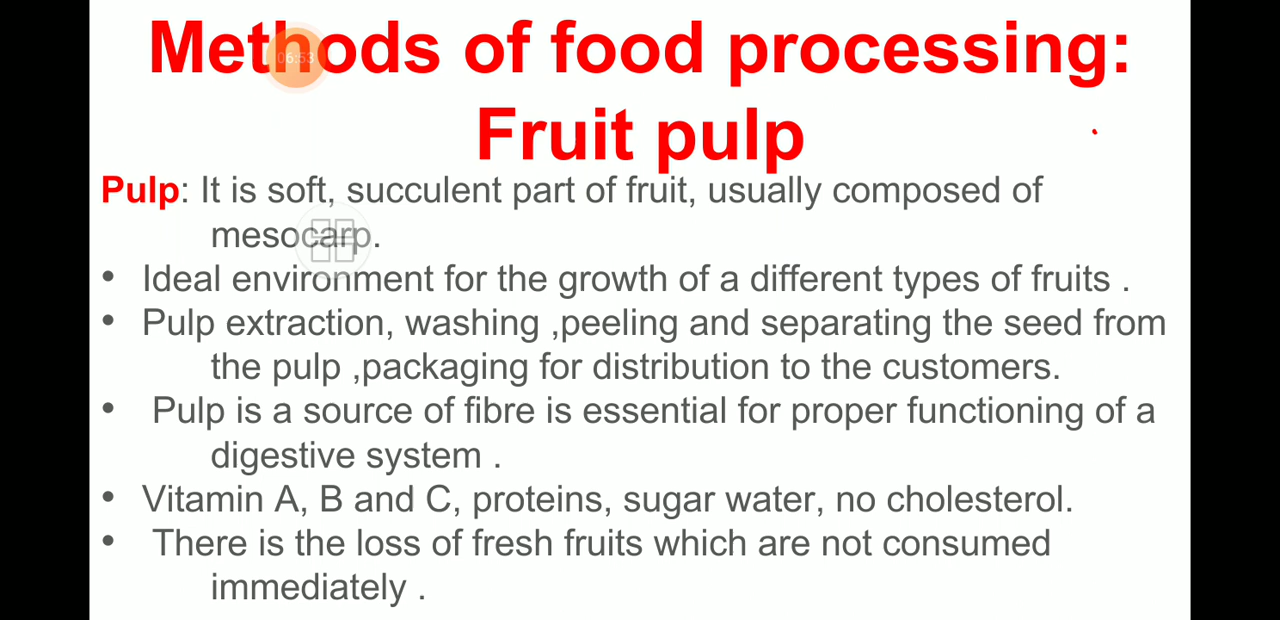 Methods of food processing:
Fruit pulp
06:53
Pulp: It is soft, succulent part of fruit, usually composed of
mesocarp.
• Ideal environment for the growth of a different types of fruits .
• Pulp extraction, washing ,peeling and separating the seed from
the pulp ,packaging for distribution to the customers.
• Pulp is a source of fibre is essential for proper functioning of a
digestive system .
• Vitamin A, B and C, proteins, sugar water, no cholesterol.
• There is the loss of fresh fruits which are not consumed
immediately .